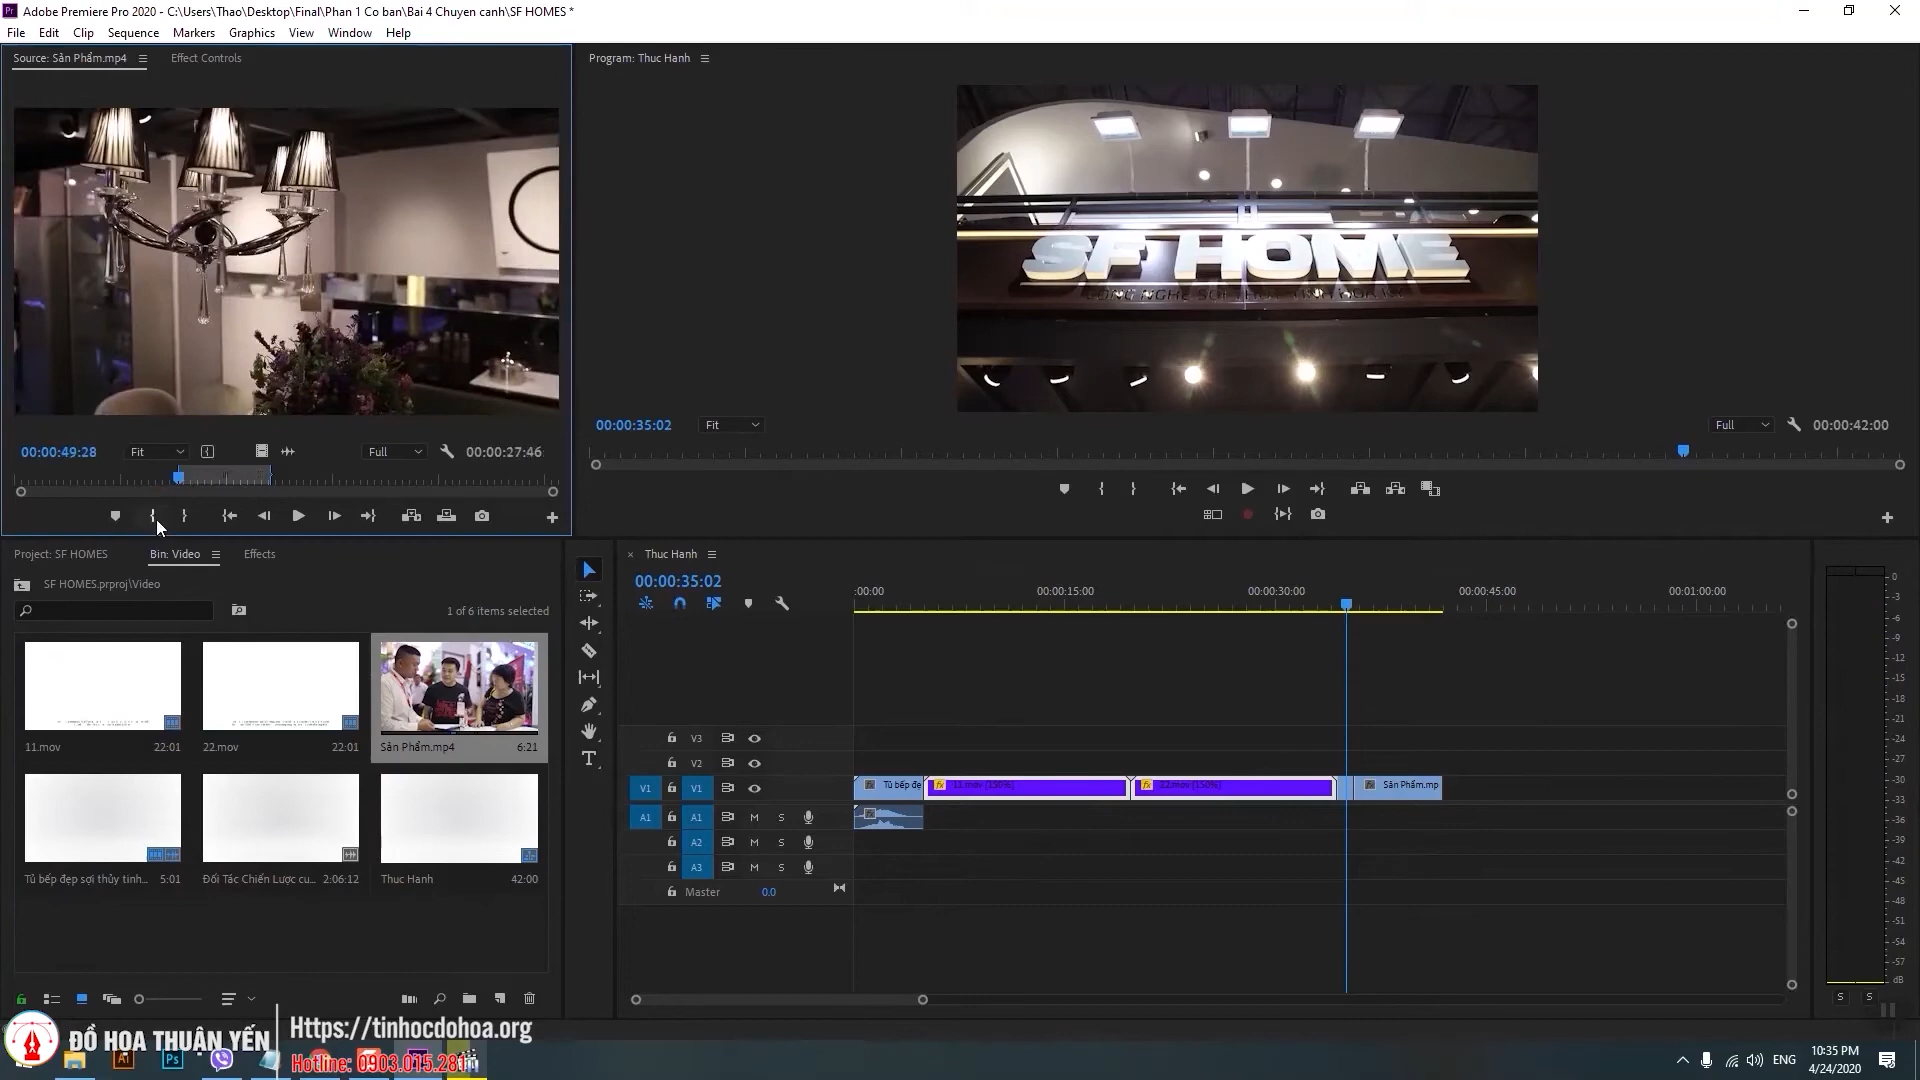 Adobe Premiere Pro 2020 - C:\Users\Thao\Desktop\Final\Phan 1 Co ban\Bai 4 Chuyen canh\SF HOMES *
File Edit Clip Sequence Markers Graphics View Window Help
Source: Sản Phẩm.mp4 Effect Controls
Program: Thuc Hanh
SF HOME
00:00:35:02 Fit Full 00:00:42:00
00:00:49:28 Fit Full 00:00:27:46
Project: SF HOMES Bin: Video Effects
SF HOMES.prproj\Video
1 of 6 items selected
11.mov 22:01
22.mov 22:01
Sản Phẩm.mp4 6:21
Tủ bếp đẹp sợi thủy tinh... 5:01
Đối Tác Chiến Lược cu... 2:06:12
Thuc Hanh 42:00
× Thuc Hanh
00:00:35:02
:00:00 00:00:15:00 00:00:30:00 00:00:45:00 00:01:00:00
V3
V2
V1 V1 Tủ bếp đẹ 11.mov [150%] 22.mov [150%] Sản Phẩm.mp
A1 A1 M S
A2 M S
A3 M S
Master 0.0
0
-3
-6
-9
-12
-15
-18
-21
-24
-27
-30
-33
-36
-39
-42
-45
-48
-51
-54
-57
dB
S S
ĐỒ HỌA THUẬN YẾN
Https://tinhocdohoa.org
Hotline: 0903.015.281
Ai Ps
ENG
10:35 PM
4/24/2020